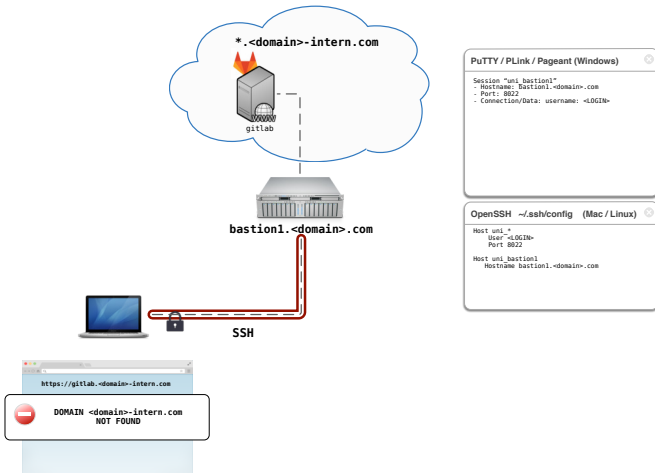 *.<domain>-intern.com
gitlab
bastion1.<domain>.com
SSH
https://gitlab.<domain>-intern.com
DOMAIN <domain>-intern.com
NOT FOUND
PuTTY / PLink / Pageant (Windows)
Session "uni_bastion1"
- Hostname: bastion1.<domain>.com
- Port: 8022
- Connection/Data: username: <LOGIN>
OpenSSH ~/.ssh/config (Mac / Linux)
Host uni_*
User <LOGIN>
Port 8022
Host uni_bastion1
Hostname bastion1.<domain>.com